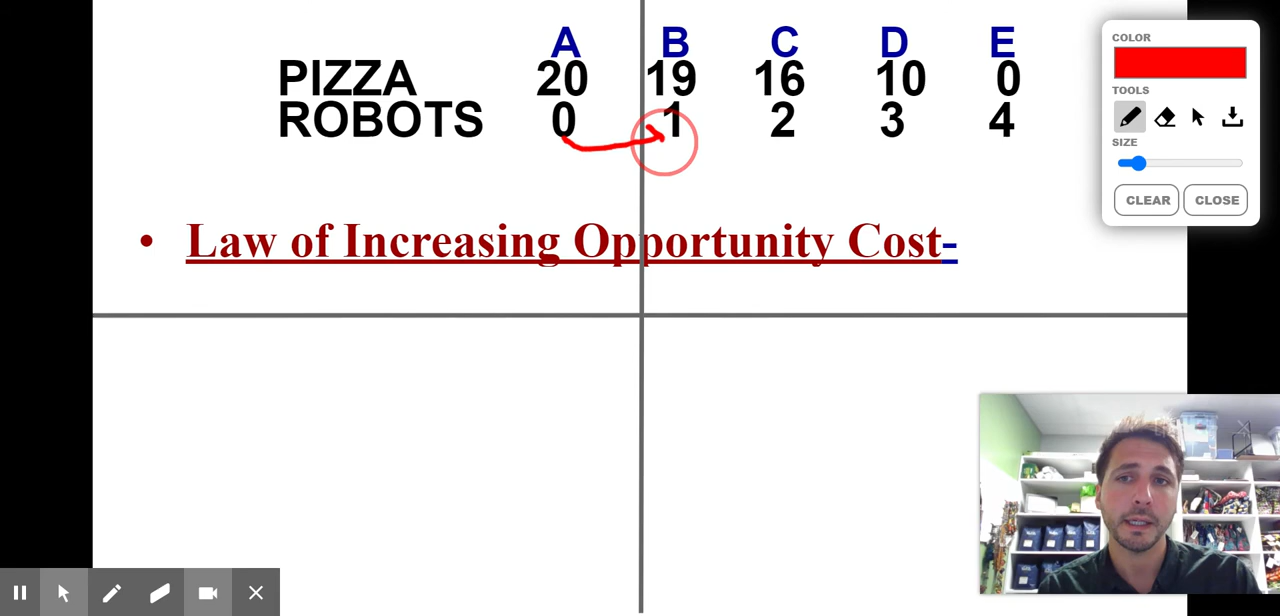 A B C D E
PIZZA 20 19 16 10 0
ROBOTS 0 1 2 3 4
• Law of Increasing Opportunity Cost-
COLOR
TOOLS
SIZE
CLEAR CLOSE